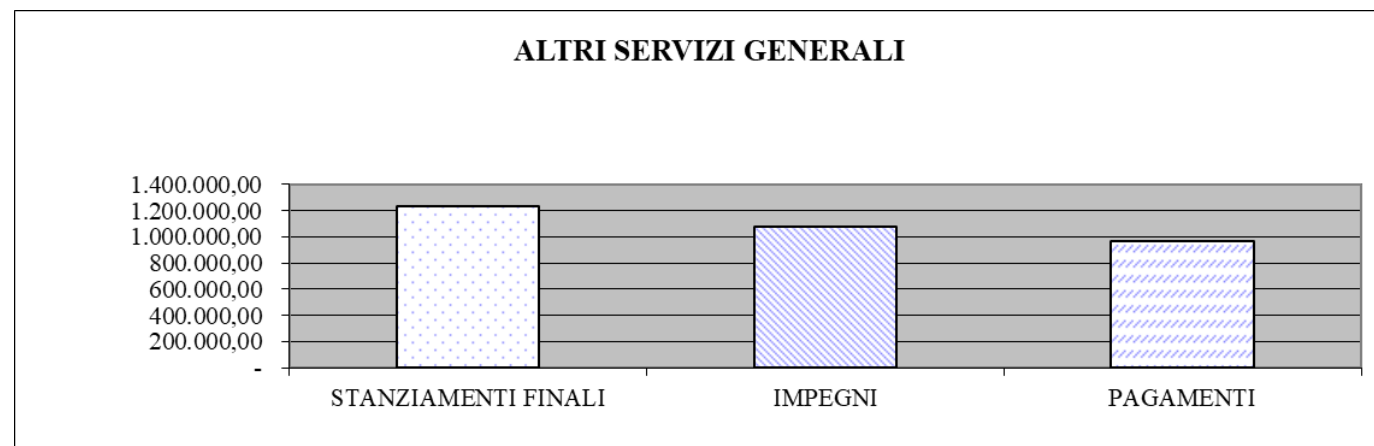 ALTRI SERVIZI GENERALI
1.400.000,00
1.200.000,00
1.000.000,00
800.000,00
600.000,00
400.000,00
200.000,00
-
STANZIAMENTI FINALI
IMPEGNI
PAGAMENTI